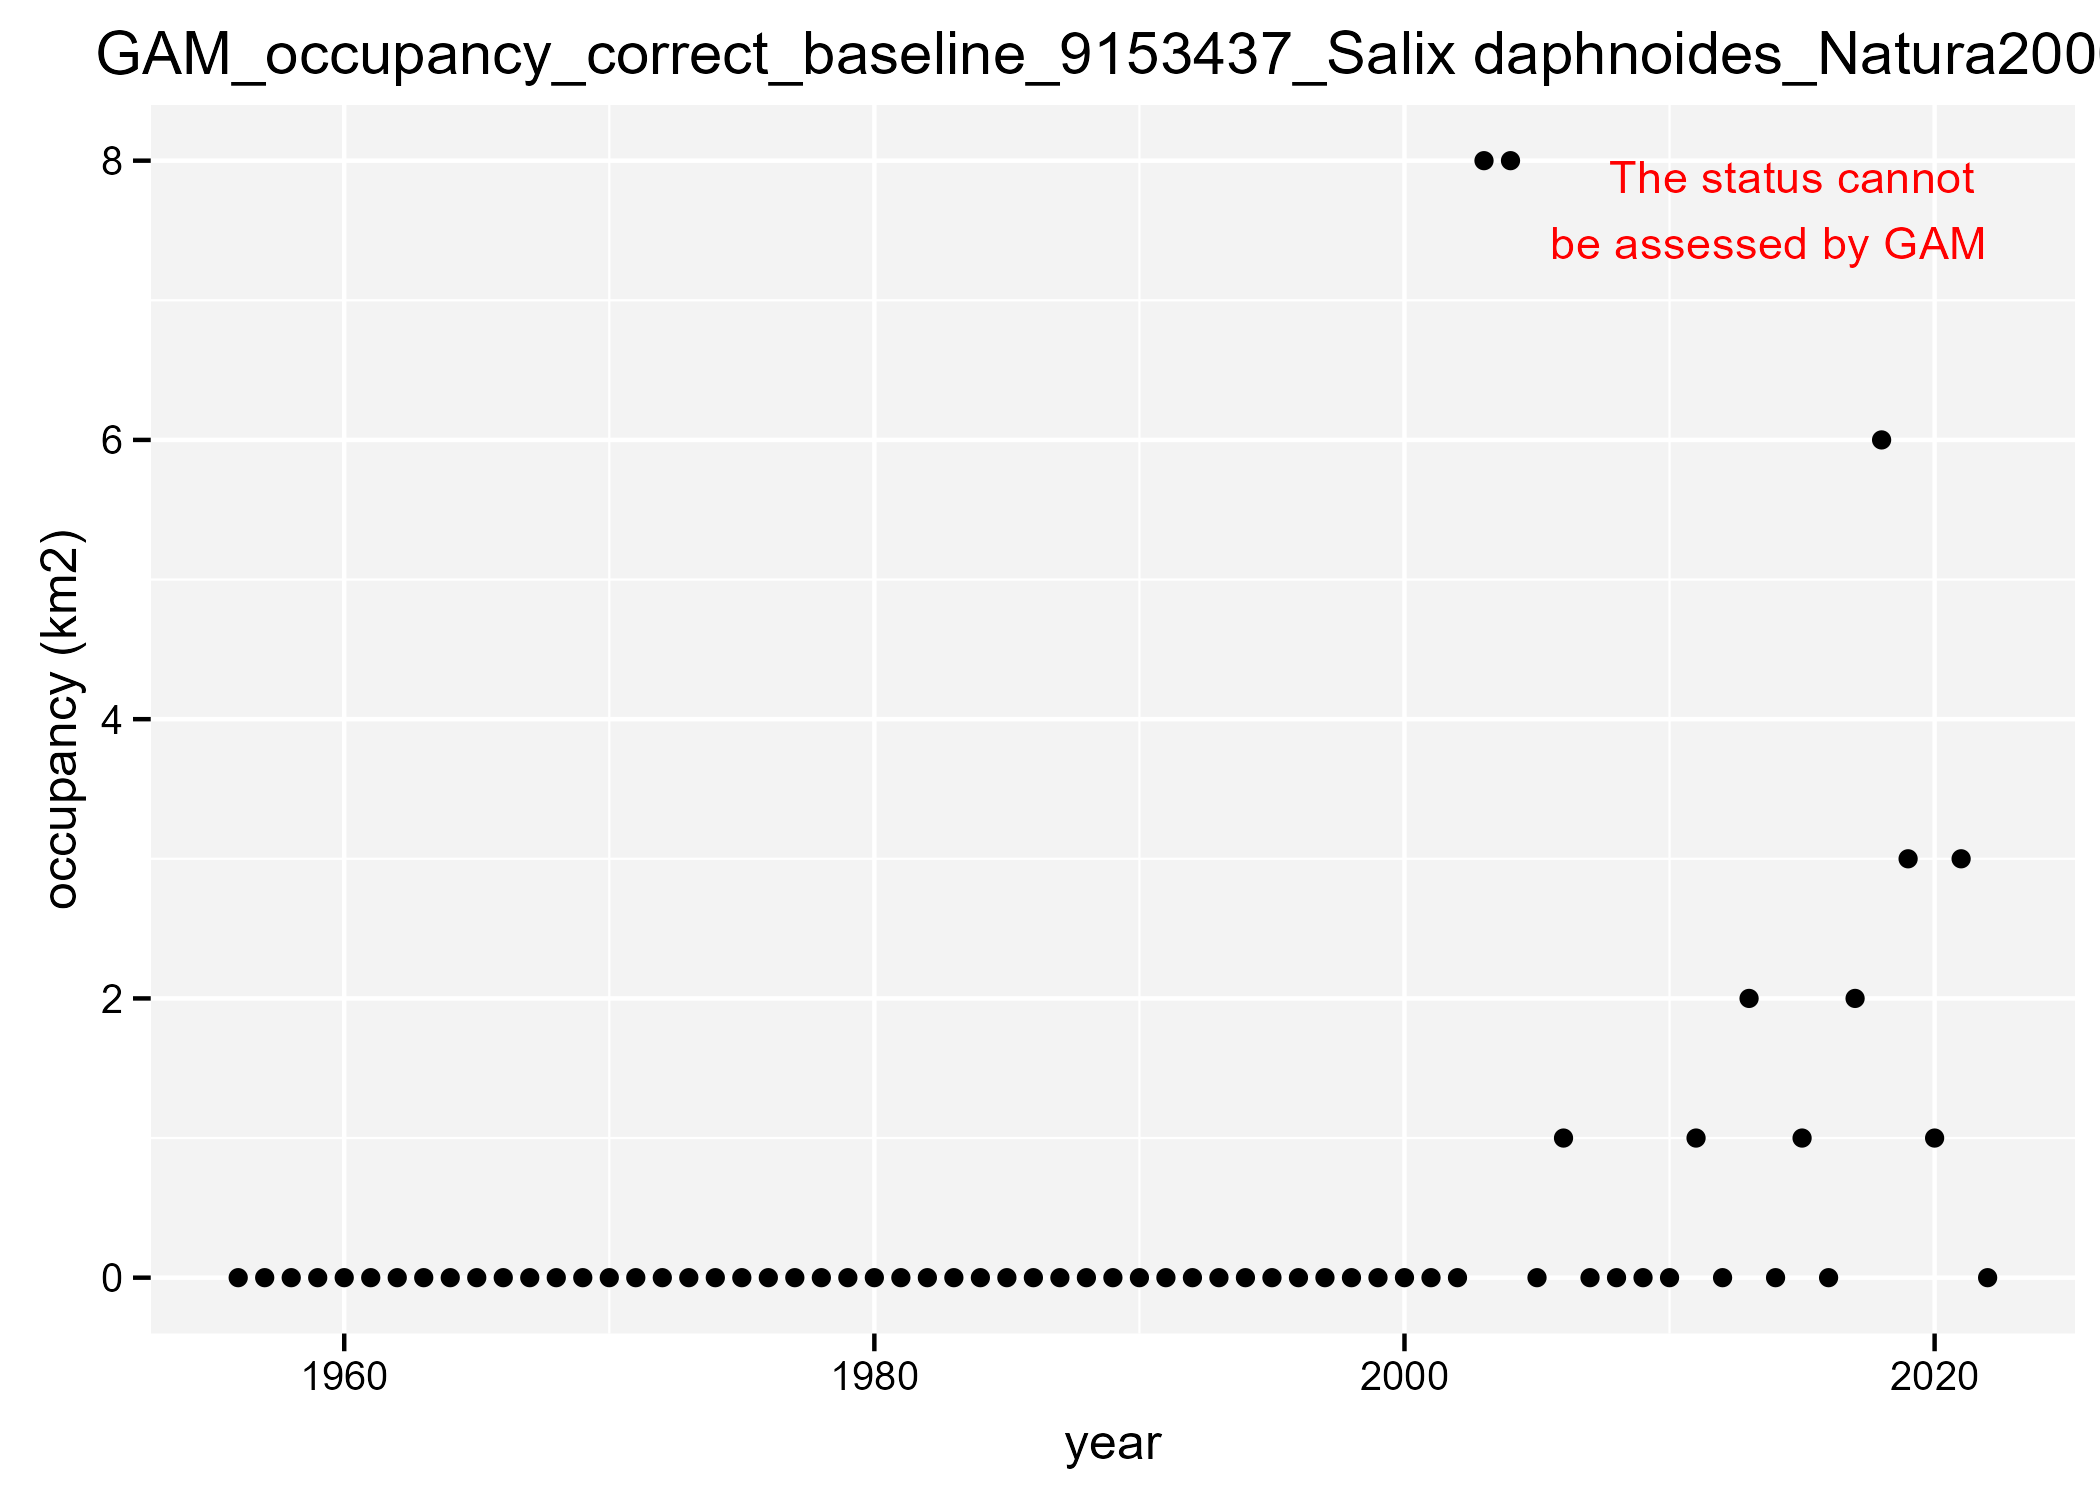 GAM_occupancy_correct_baseline_9153437_Salix daphnoides_Natura200
8
The status cannot
be assessed by GAM
6
occupancy (km2)
4
2
0
1960 1980 2000 2020
year